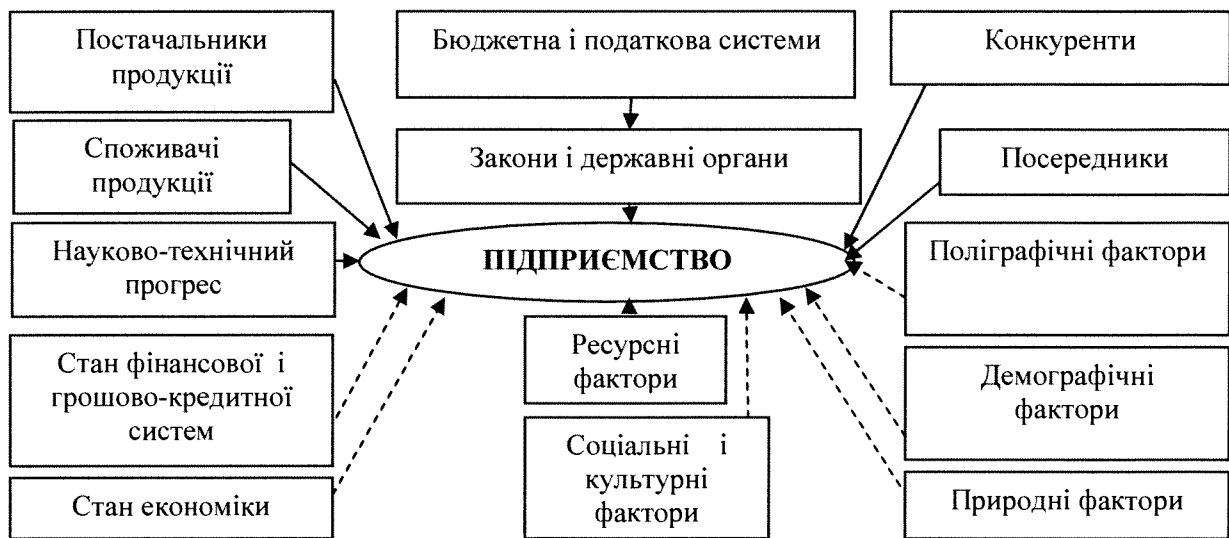 Постачальники
продукції
Бюджетна і податкова системи
Конкуренти
Споживачі
продукції
Закони і державні органи
Посередники
Науково-технічний
прогрес
ПІДПРИЄМСТВО
Поліграфічні фактори
Стан фінансової і
грошово-кредитної
систем
Ресурсні
фактори
Демографічні
фактори
Стан економіки
Соціальні і
культурні
фактори
Природні фактори